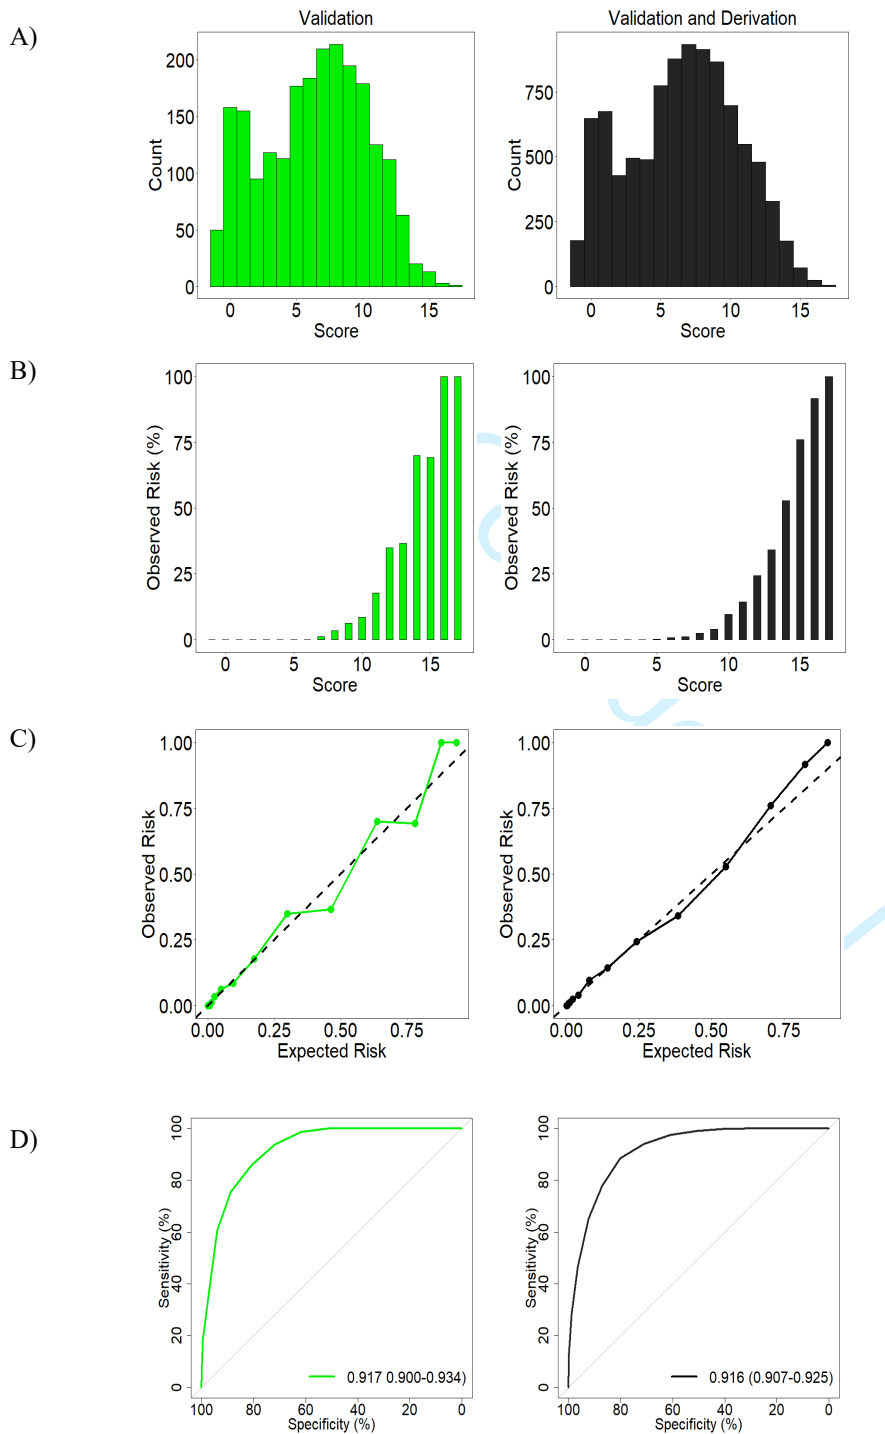 A)
Validation
Validation and Derivation
Count
200
150
100
50
0
0 5 10 15
Score
Count
750
500
250
0
0 5 10 15
Score
B)
Observed Risk (%)
100
75
50
25
0
0 5 10 15
Score
Observed Risk (%)
100
75
50
25
0
0 5 10 15
Score
C)
Observed Risk
1.00
0.75
0.50
0.25
0.00
0.00 0.25 0.50 0.75
Expected Risk
Observed Risk
1.00
0.75
0.50
0.25
0.00
0.00 0.25 0.50 0.75
Expected Risk
D)
Sensitivity (%)
100
80
60
40
20
0
0.917 0.900-0.934)
100 80 60 40 20 0
Specificity (%)
Sensitivity (%)
100
80
60
40
20
0
0.916 (0.907-0.925)
100 80 60 40 20 0
Specificity (%)